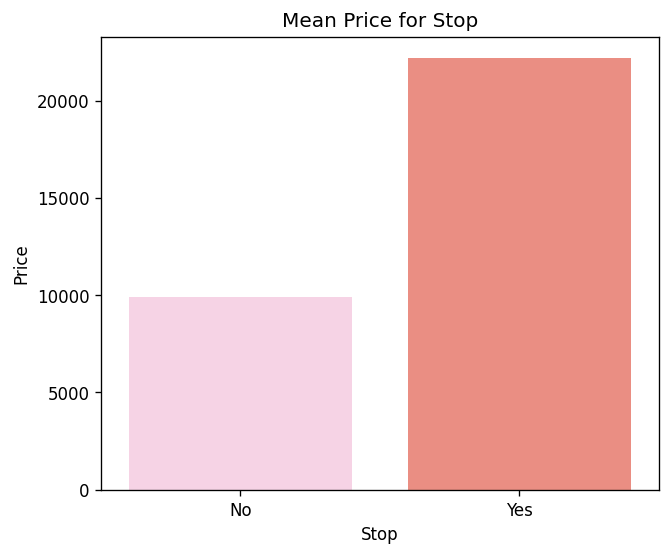 Mean Price for Stop
Price
20000
15000
10000
5000
0
No
Yes
Stop